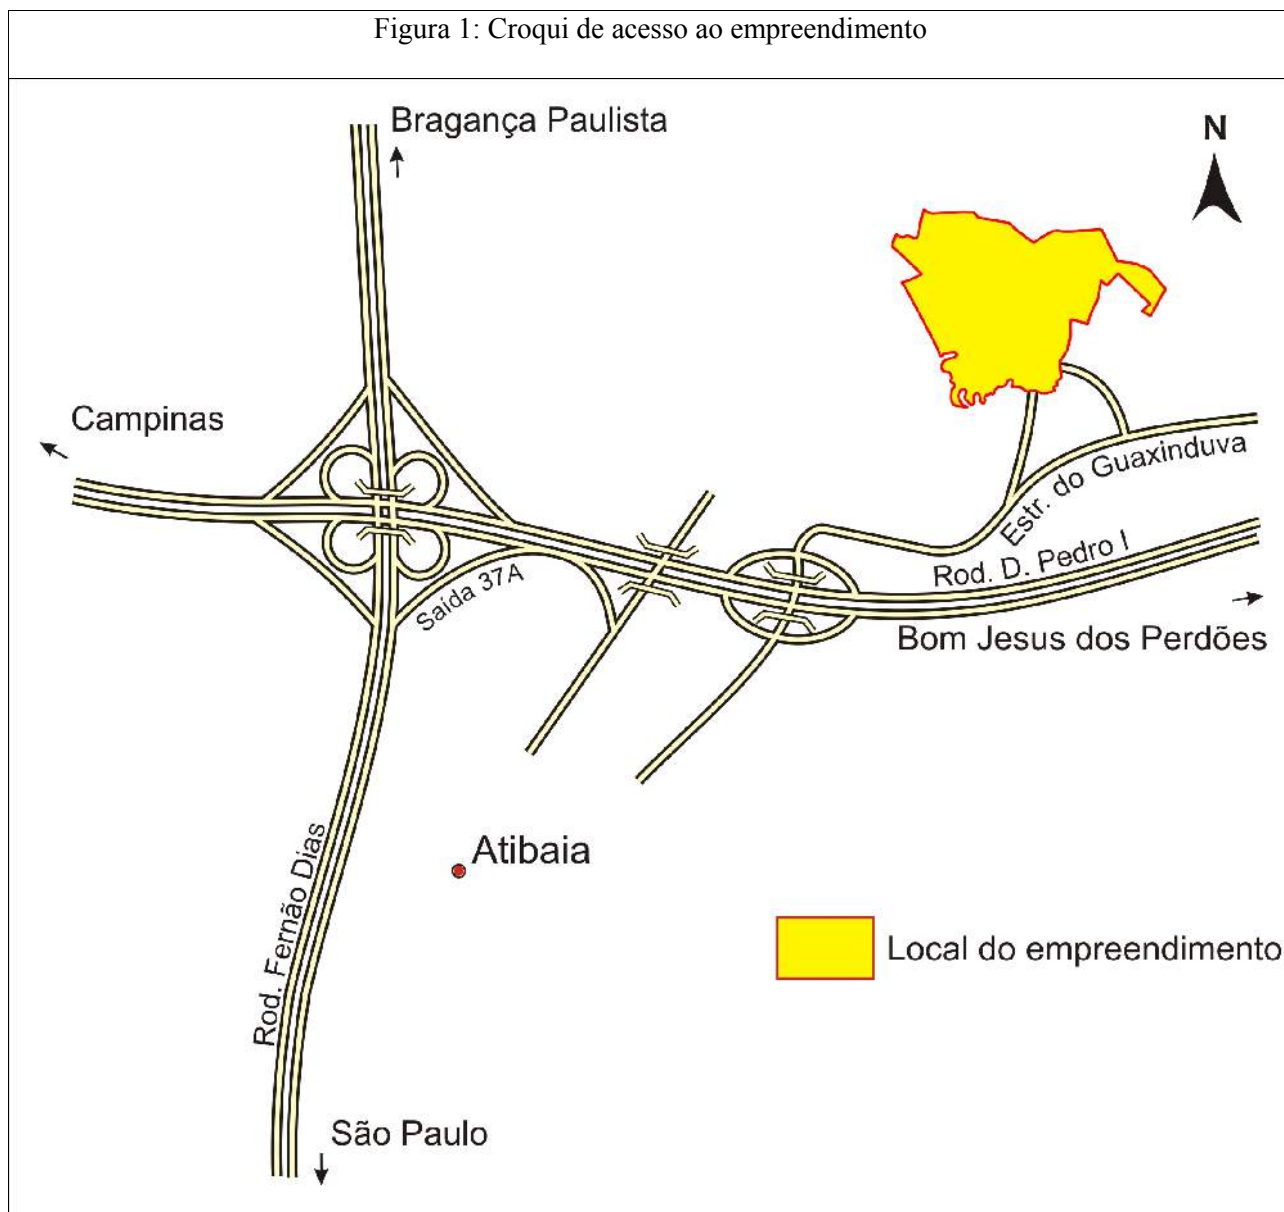 Figura 1: Croqui de acesso ao empreendimento
Bragança Paulista
N
Campinas
Estr. do Guaxinduva
Rod. D. Pedro I
Saída 37A
Bom Jesus dos Perdões
Atibaia
Rod. Fernão Dias
Local do empreendimento
São Paulo